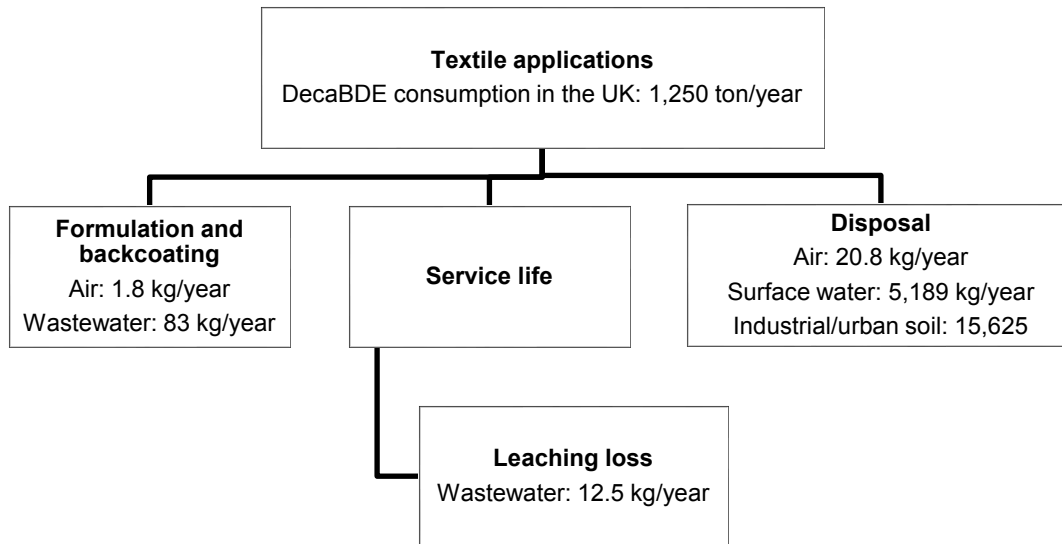 Textile applications
DecaBDE consumption in the UK: 1,250 ton/year
Formulation and
backcoating
Air: 1.8 kg/year
Wastewater: 83 kg/year
Service life
Disposal
Air: 20.8 kg/year
Surface water: 5,189 kg/year
Industrial/urban soil: 15,625
Leaching loss
Wastewater: 12.5 kg/year